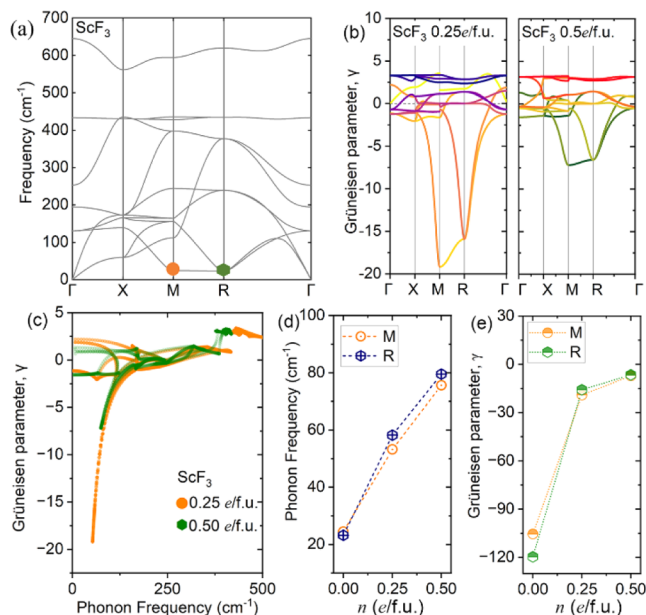 (a)
ScF3
Frequency (cm-1)
700
600
500
400
300
200
100
0
Γ X M R Γ
(b)
ScF3 0.25e/f.u.
ScF3 0.5e/f.u.
Grüneisen parameter, γ
10
5
0
-5
-10
-15
-20
Γ X M R Γ
Γ X M R Γ
(c)
Grüneisen parameter, γ
5
0
-5
-10
-15
-20
ScF3
0.25 e/f.u.
0.50 e/f.u.
0 250 500
Phonon Frequency (cm-1)
(d)
M
R
Phonon Frequency (cm-1)
80
60
40
20
0.00 0.25 0.50
n (e/f.u.)
(e)
M
R
Grüneisen parameter, γ
0
-30
-60
-90
-120
0.00 0.25 0.50
n (e/f.u.)